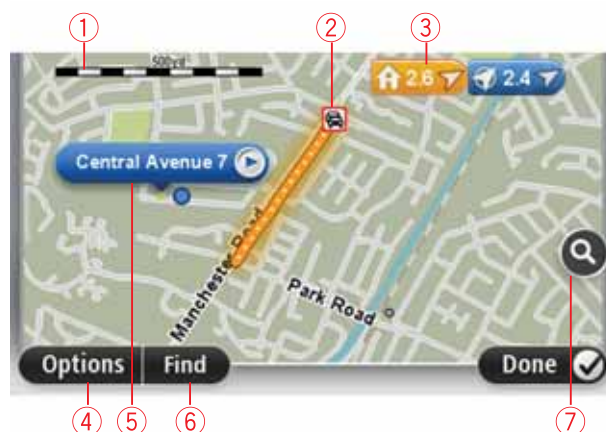 ① ② ③
500yd
2.6 2.4
Central Avenue 7
Manchester Road
Park Road
Options Find Done
④ ⑤ ⑥ ⑦